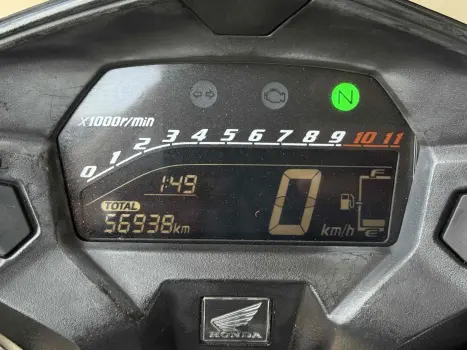 N
x1000r/min
0 1 2 3 4 5 6 7 8 9 10 11
1:49
0
F
TOTAL
56938km
km/h
E
HONDA